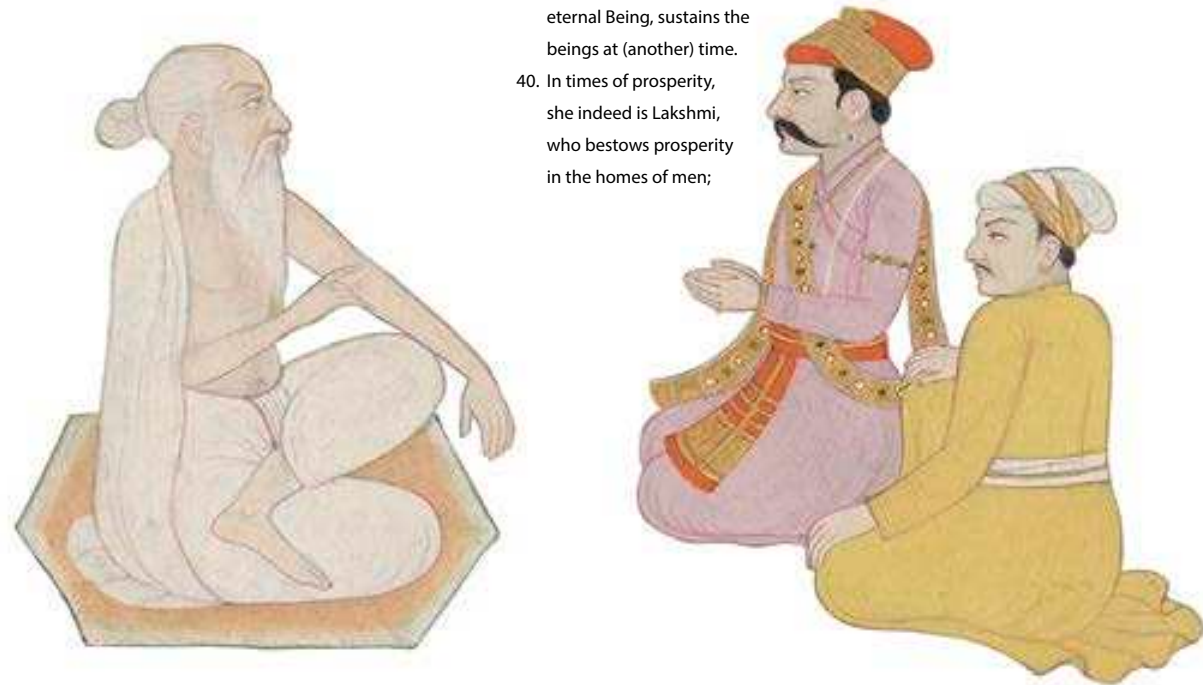 eternal Being, sustains the
beings at (another) time.
40. In times of prosperity,
she indeed is Lakshmi,
who bestows prosperity
in the homes of men;